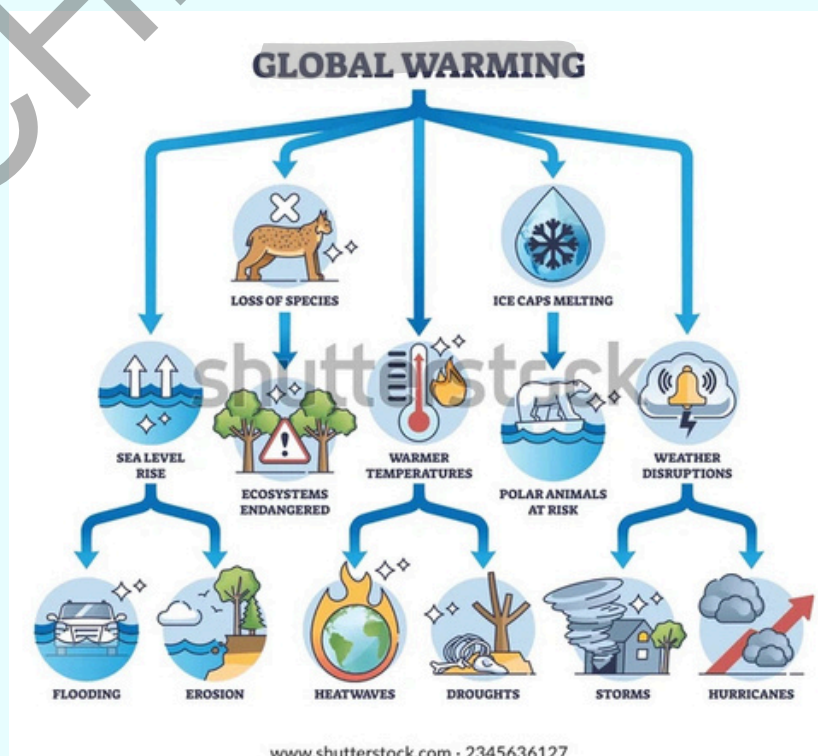 GLOBAL WARMING
LOSS OF SPECIES
ICE CAPS MELTING
shutterstock
SEA LEVEL
RISE
ECOSYSTEMS
ENDANGERED
WARMER
TEMPERATURES
POLAR ANIMALS
AT RISK
WEATHER
DISRUPTIONS
FLOODING
EROSION
HEATWAVES
DROUGHTS
STORMS
HURRICANES
www.shutterstock.com · 2345636127